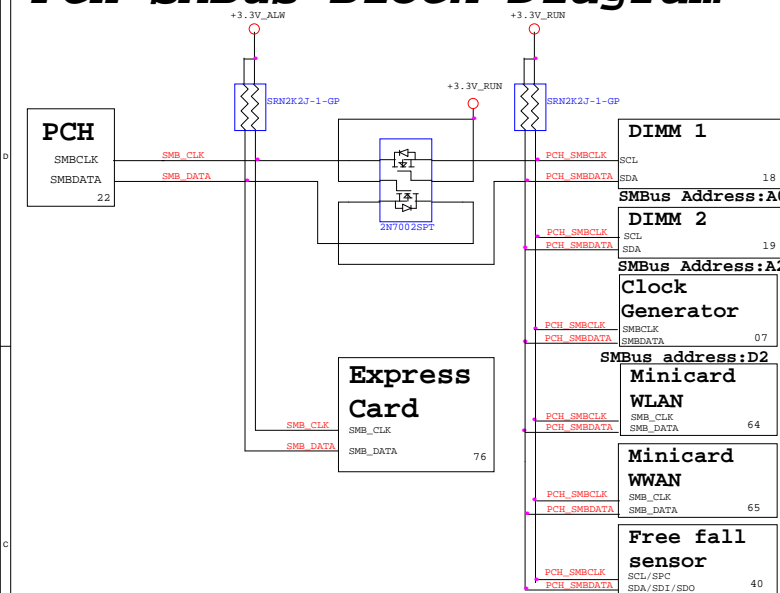 PCH SMBus Block Diagram
+3.3V_ALW
+3.3V_RUN
+3.3V_RUN
SRN2K2J-1-GP
SRN2K2J-1-GP
PCH
SMBCLK
SMBDATA
22
SMB_CLK
SMB_DATA
2N7002SPT
PCH_SMBCLK
PCH_SMBDATA
DIMM 1
SCL
SDA
18
SMBus Address:A0
PCH_SMBCLK
PCH_SMBDATA
DIMM 2
SCL
SDA
19
SMBus Address:A2
PCH_SMBCLK
PCH_SMBDATA
Clock
Generator
SMBCLK
SMBDATA
07
SMBus address:D2
SMB_CLK
SMB_DATA
Express
Card
SMB_CLK
SMB_DATA
76
PCH_SMBCLK
PCH_SMBDATA
Minicard
WLAN
SMB_CLK
SMB_DATA
64
PCH_SMBCLK
PCH_SMBDATA
Minicard
WWAN
SMB_CLK
SMB_DATA
65
PCH_SMBCLK
PCH_SMBDATA
Free fall
sensor
SCL/SPC
SDA/SDI/SDO
40
D
C